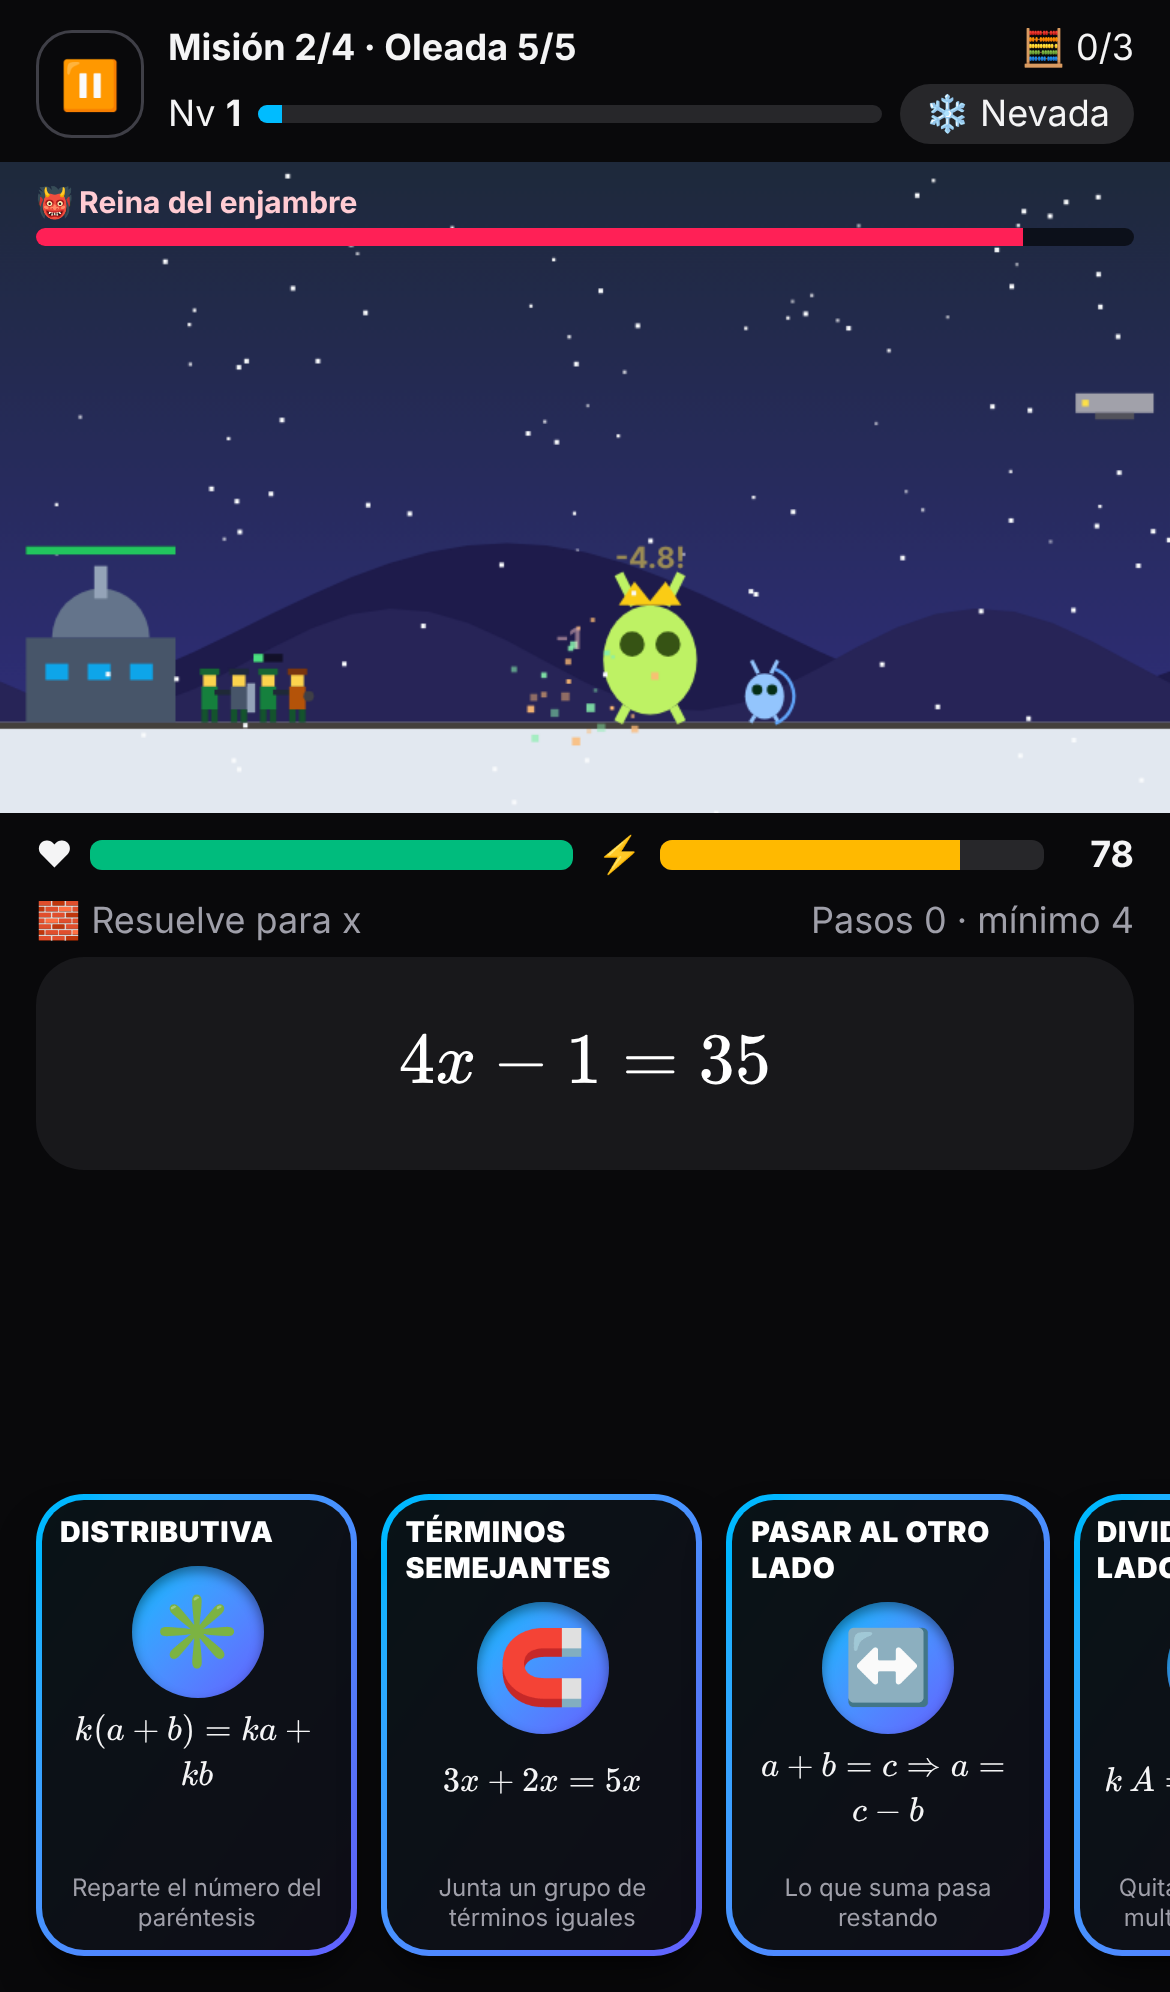 Misión 2/4 · Oleada 5/5
0/3
Nv 1
Nevada
Reina del enjambre
-4.8!
-1
78
Resuelve para x
Pasos 0 · mínimo 4
4x − 1 = 35
DISTRIBUTIVA
k(a + b) = ka +
kb
Reparte el número del
paréntesis
TÉRMINOS
SEMEJANTES
3x + 2x = 5x
Junta un grupo de
términos iguales
PASAR AL OTRO
LADO
a + b = c ⇒ a =
c − b
Lo que suma pasa
restando
LADO
k A =